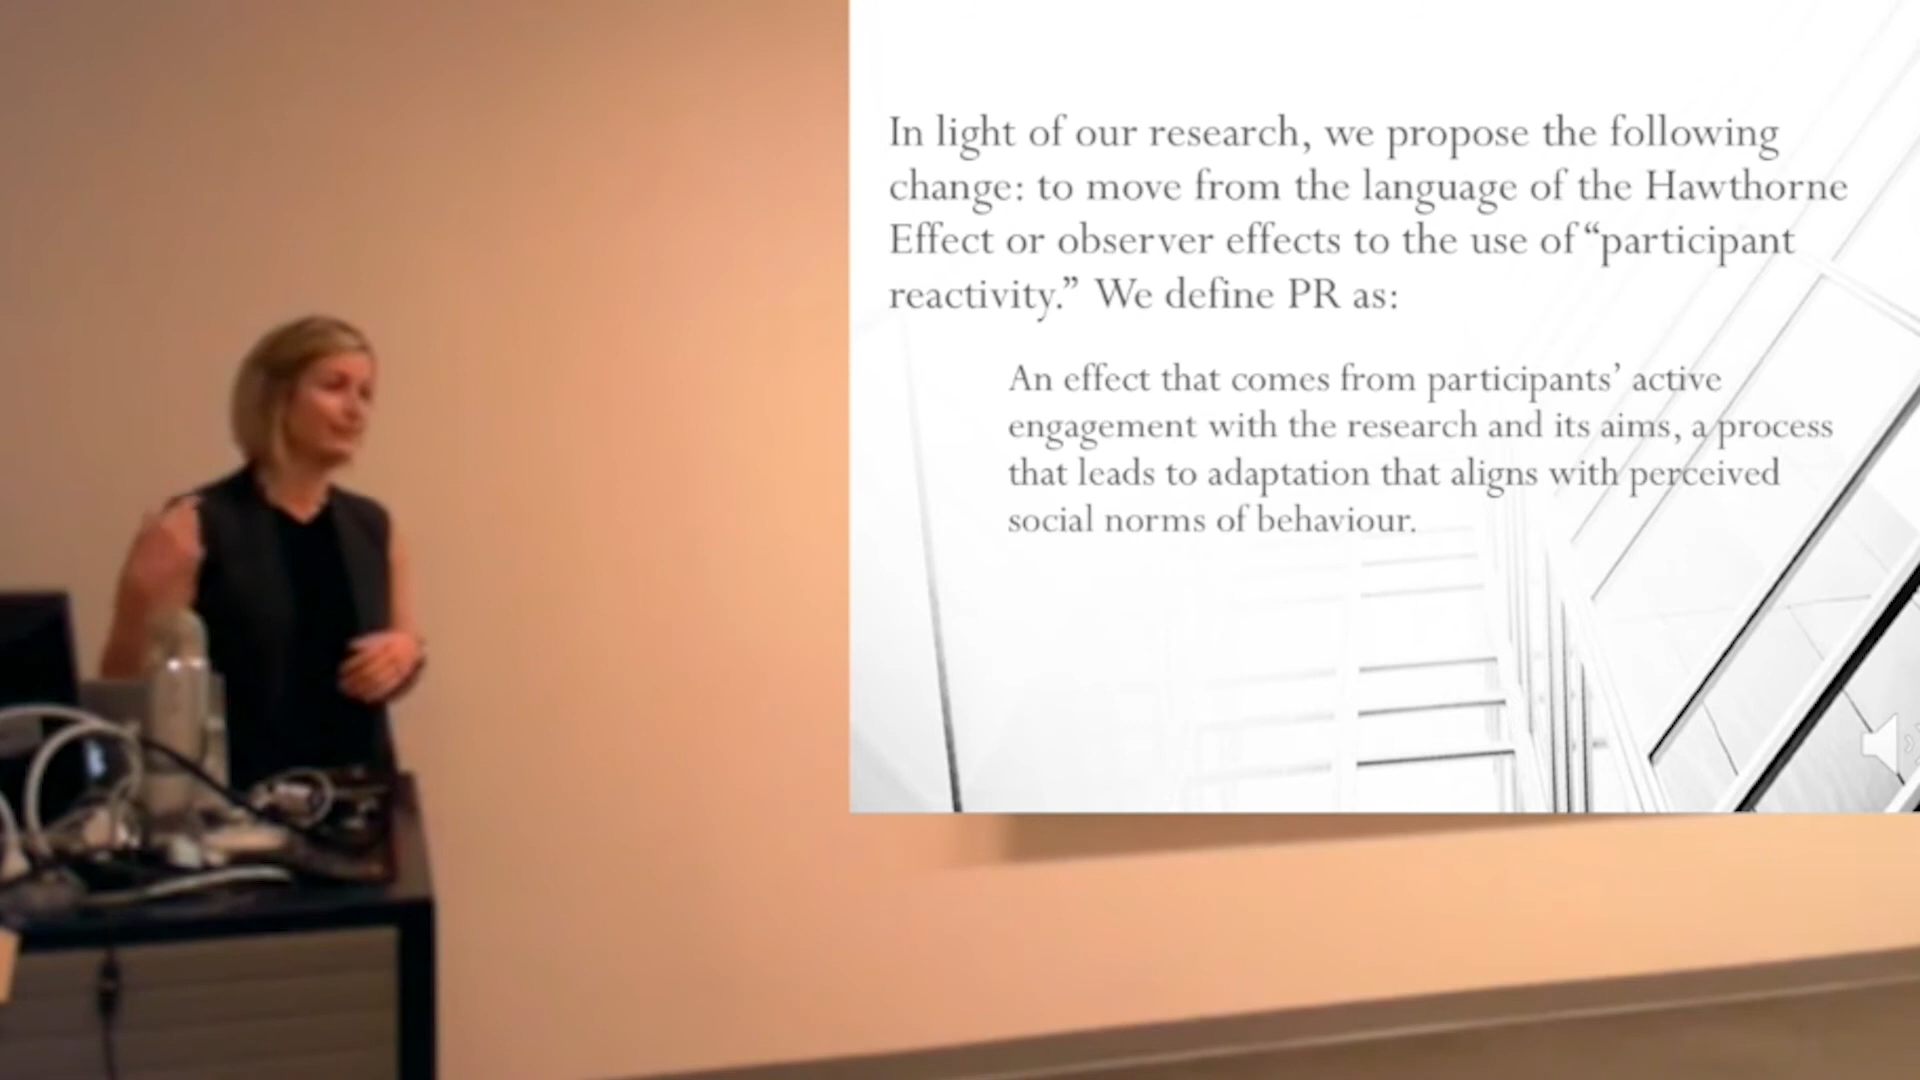 In light of our research, we propose the following
change: to move from the language of the Hawthorne
Effect or observer effects to the use of “participant
reactivity.” We define PR as:
An effect that comes from participants’ active
engagement with the research and its aims, a process
that leads to adaptation that aligns with perceived
social norms of behaviour.